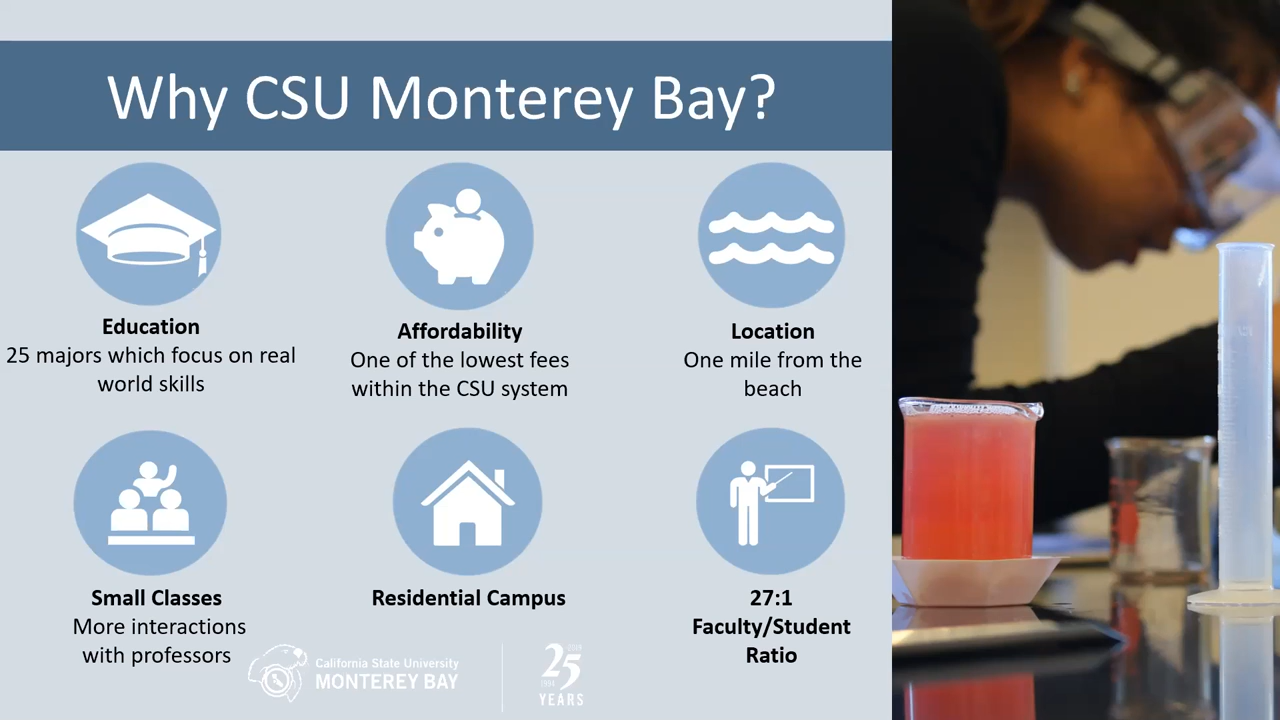 Why CSU Monterey Bay?
Education
25 majors which focus on real
world skills
Affordability
One of the lowest fees
within the CSU system
Location
One mile from the
beach
Small Classes
More interactions
with professors
Residential Campus
27:1
Faculty/Student
Ratio
California State University
MONTEREY BAY
25
1994
2019
YEARS